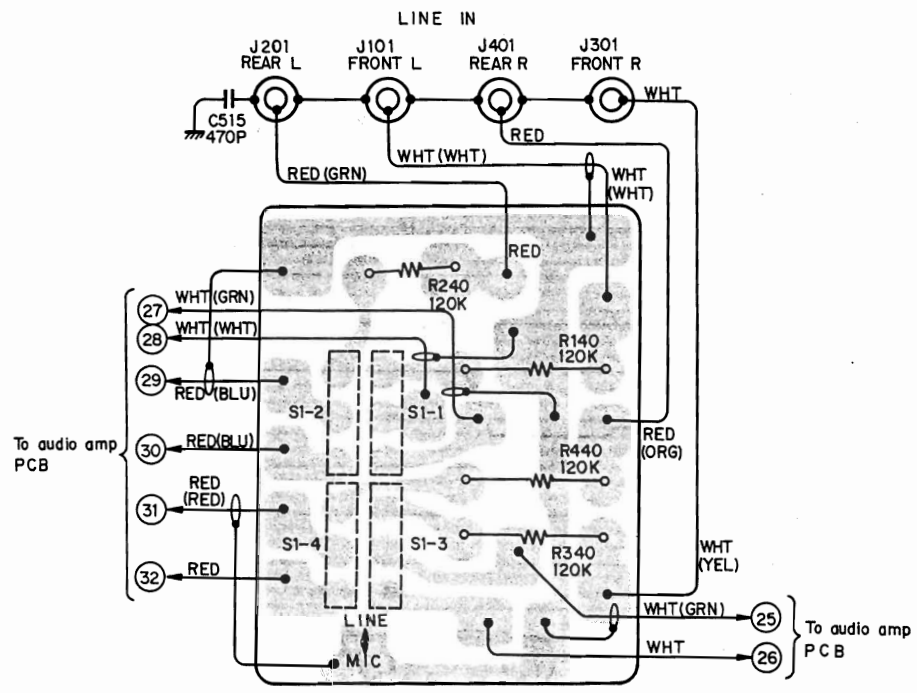 LINE IN
J201 J101 J401 J301
REAR L FRONT L REAR R FRONT R
WHT
C515
470P
RED
WHT (WHT)
RED (GRN)
WHT
(WHT)
RED
R240
120K
WHT (GRN)
27
WHT (WHT)
28
R140
120K
29
RED (BLU)
S1-2 S1-1
To audio amp
PCB
30
RED(BLU)
RED
(ORG)
R440
120K
RED
(RED)
31
S1-4 S1-3
R340
120K
WHT
(YEL)
32
RED
LINE
MIC
WHT(GRN)
25
WHT
26
To audio amp
PCB